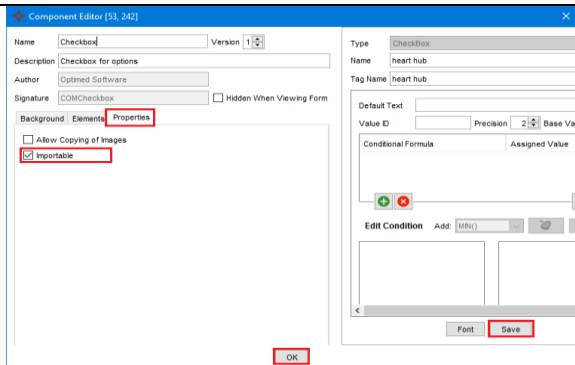 Component Editor [53, 242]
Name Checkbox Version 1
Description Checkbox for options
Author Optimed Software
Signature COMCheckbox Hidden When Viewing Form
Background Elements Properties
Allow Copying of Images
Importable
OK
Type CheckBox
Name heart hub
Tag Name heart hub
Default Text
Value ID Precision 2 Base Va
Conditional Formula Assigned Value
Edit Condition Add: MIN()
Font Save